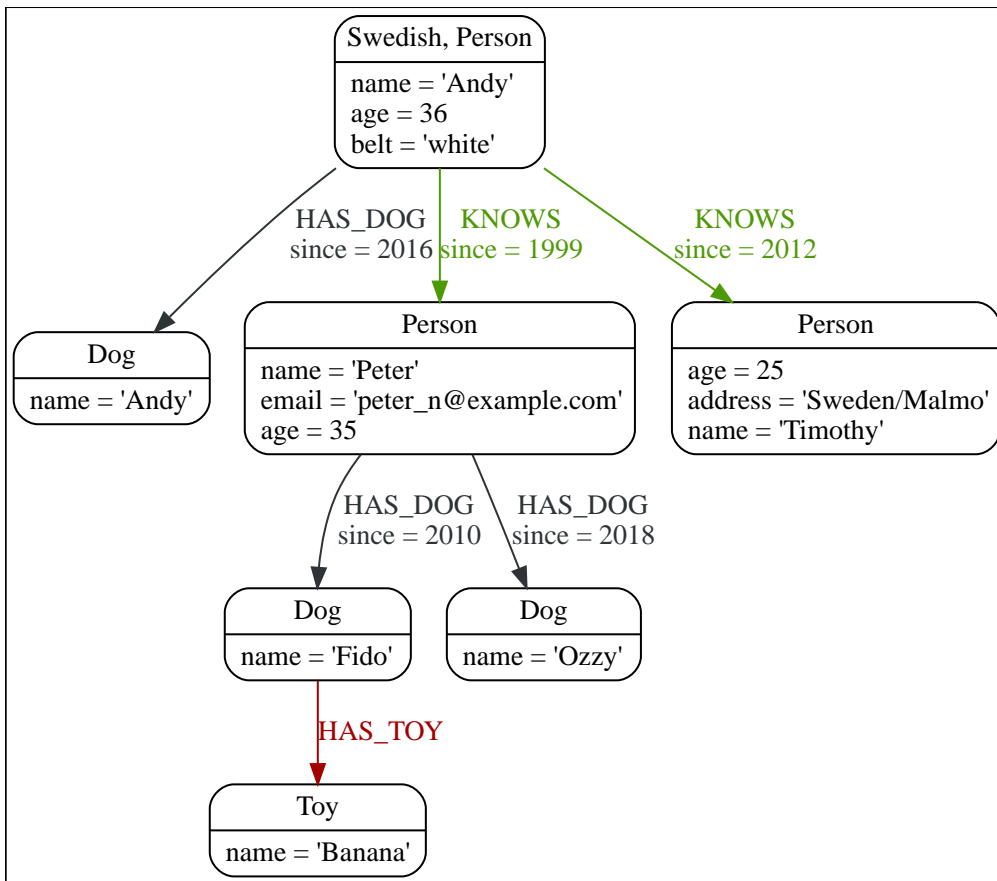 Swedish, Person
name = 'Andy'
age = 36
belt = 'white'
HAS_DOG
since = 2016
KNOWS
since = 1999
KNOWS
since = 2012
Dog
name = 'Andy'
Person
name = 'Peter'
email = 'peter_n@example.com'
age = 35
Person
age = 25
address = 'Sweden/Malmo'
name = 'Timothy'
HAS_DOG
since = 2010
HAS_DOG
since = 2018
Dog
name = 'Fido'
Dog
name = 'Ozzy'
HAS_TOY
Toy
name = 'Banana'